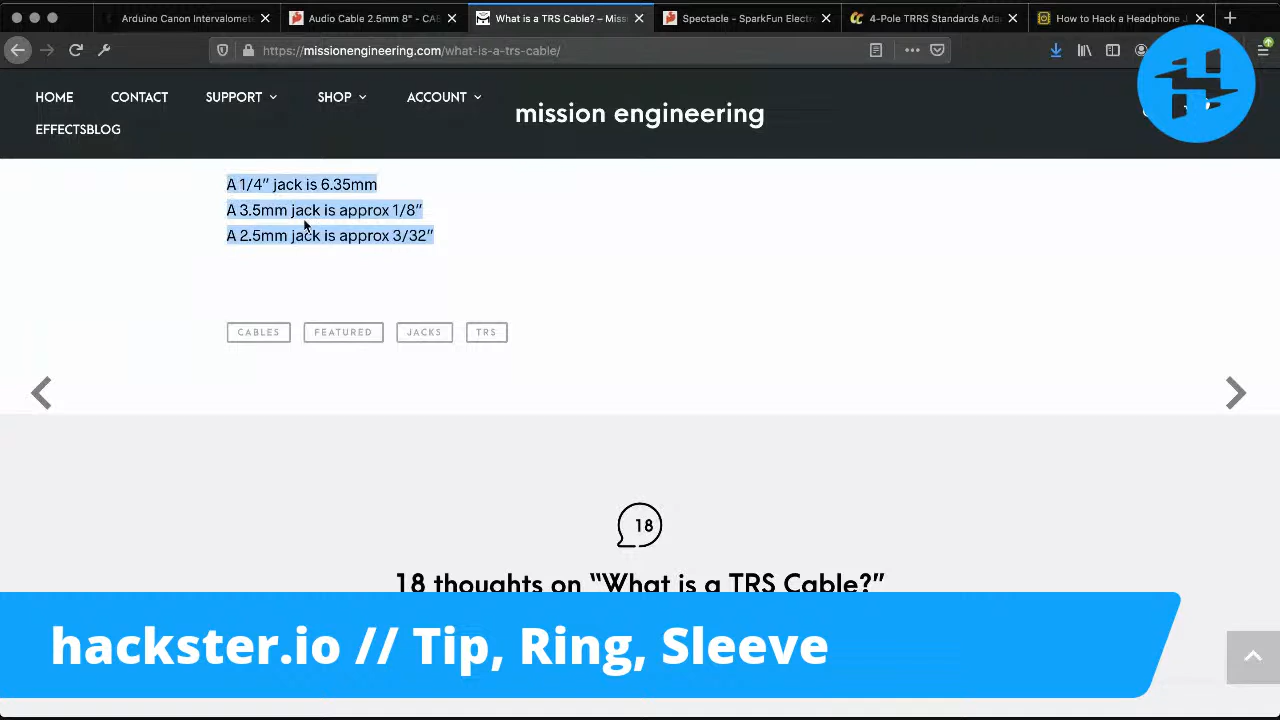 Arduino Canon Intervalomet
Audio Cable 2.5mm 8" - CAB
What is a TRS Cable? – Missi
Spectacle - SparkFun Electr
4-Pole TRRS Standards Ada
How to Hack a Headphone J
https://missionengineering.com/what-is-a-trs-cable/
HOME
CONTACT
SUPPORT
SHOP
ACCOUNT
EFFECTSBLOG
mission engineering
A 1/4” jack is 6.35mm
A 3.5mm jack is approx 1/8”
A 2.5mm jack is approx 3/32”
CABLES
FEATURED
JACKS
TRS
18
18 thoughts on “What is a TRS Cable?”
hackster.io // Tip, Ring, Sleeve